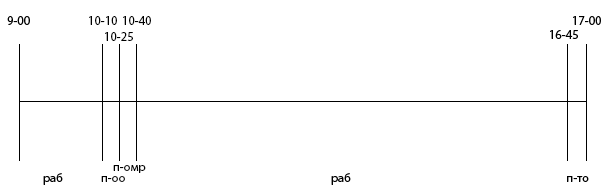 9-00 10-10 10-40 17-00
10-25 16-45
п-омр
раб п-оо раб п-то